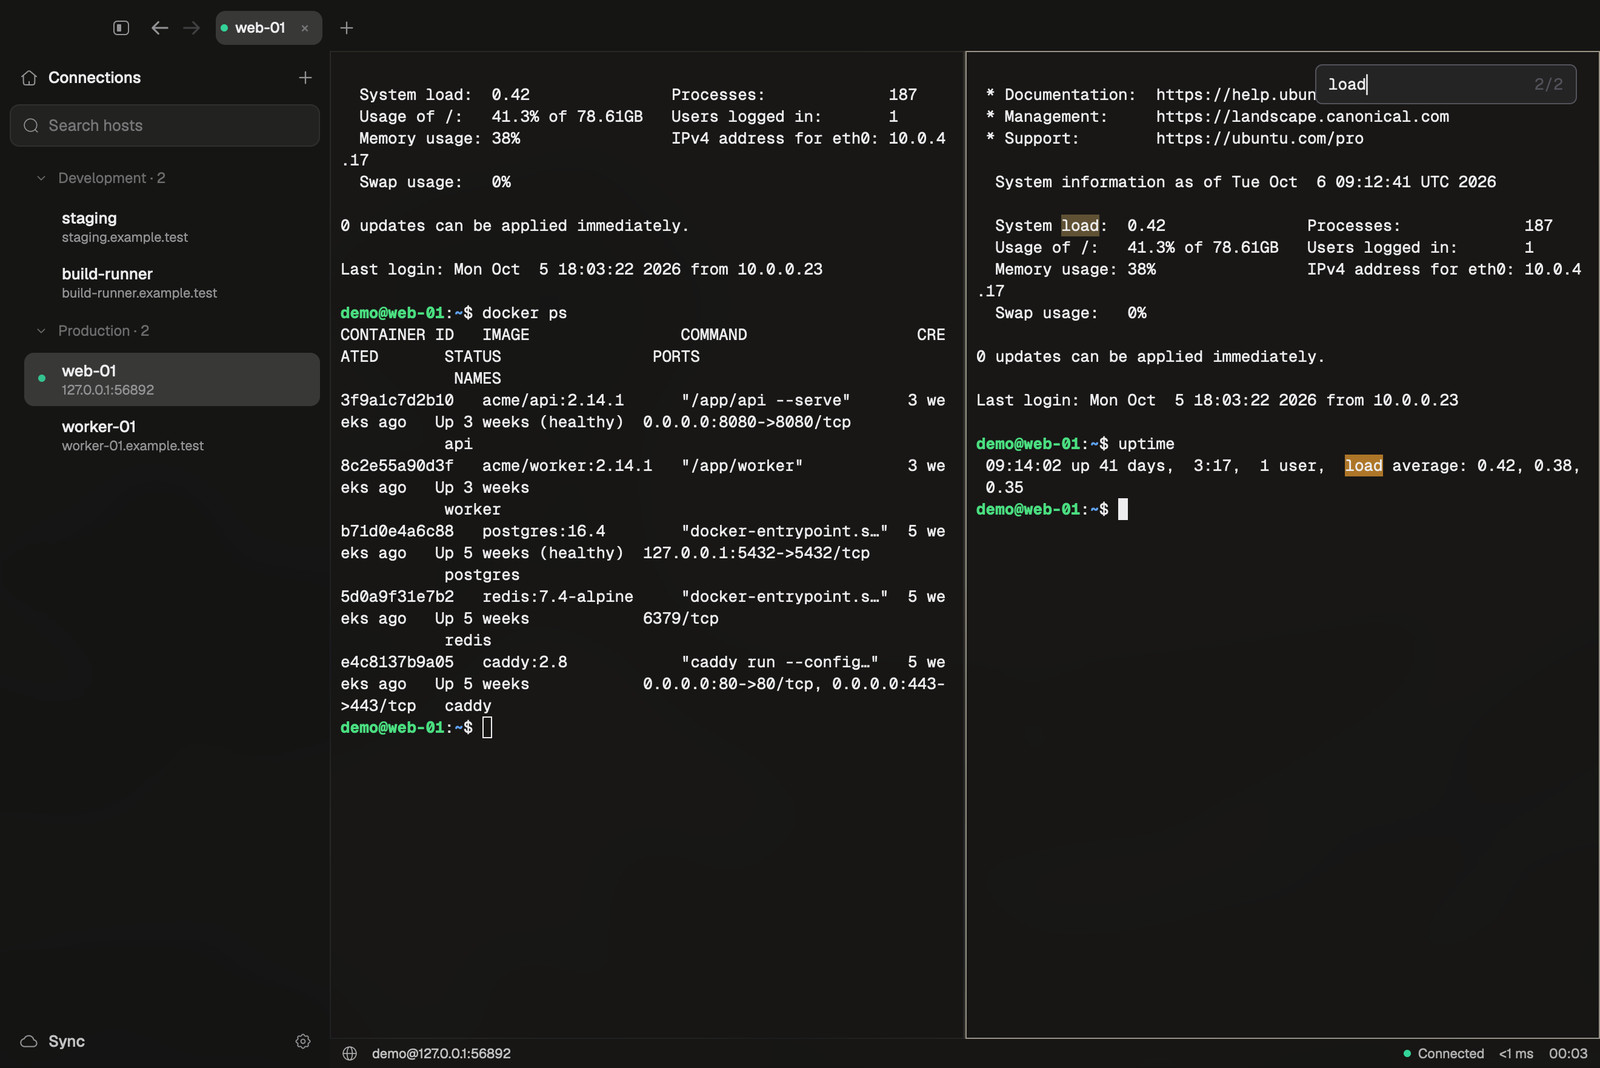 web-01
Connections
Search hosts
Development · 2
staging
staging.example.test
build-runner
build-runner.example.test
Production · 2
web-01
127.0.0.1:56892
worker-01
worker-01.example.test
Sync
System load:  0.42               Processes:             187
Usage of /:   41.3% of 78.61GB   Users logged in:       1
Memory usage: 38%                IPv4 address for eth0: 10.0.4
.17
Swap usage:   0%
0 updates can be applied immediately.
Last login: Mon Oct  5 18:03:22 2026 from 10.0.0.23
demo@web-01:~$ docker ps
CONTAINER ID   IMAGE                COMMAND                  CRE
ATED       STATUS                PORTS
NAMES
3f9a1c7d2b10   acme/api:2.14.1      "/app/api --serve"      3 we
eks ago   Up 3 weeks (healthy)  0.0.0.0:8080->8080/tcp
api
8c2e55a90d3f   acme/worker:2.14.1   "/app/worker"           3 we
eks ago   Up 3 weeks
worker
b71d0e4a6c88   postgres:16.4        "docker-entrypoint.s…"  5 we
eks ago   Up 5 weeks (healthy)  127.0.0.1:5432->5432/tcp
postgres
5d0a9f31e7b2   redis:7.4-alpine     "docker-entrypoint.s…"  5 we
eks ago   Up 5 weeks            6379/tcp
redis
e4c8137b9a05   caddy:2.8            "caddy run --config…"   5 we
eks ago   Up 5 weeks            0.0.0.0:80->80/tcp, 0.0.0.0:443-
>443/tcp   caddy
demo@web-01:~$
load 2/2
* Documentation:  https://help.ubun
* Management:     https://landscape.canonical.com
* Support:        https://ubuntu.com/pro
System information as of Tue Oct  6 09:12:41 UTC 2026
System load:  0.42               Processes:             187
Usage of /:   41.3% of 78.61GB   Users logged in:       1
Memory usage: 38%                IPv4 address for eth0: 10.0.4
.17
Swap usage:   0%
0 updates can be applied immediately.
Last login: Mon Oct  5 18:03:22 2026 from 10.0.0.23
demo@web-01:~$ uptime
09:14:02 up 41 days,  3:17,  1 user,  load average: 0.42, 0.38,
0.35
demo@web-01:~$
demo@127.0.0.1:56892
Connected <1 ms 00:03